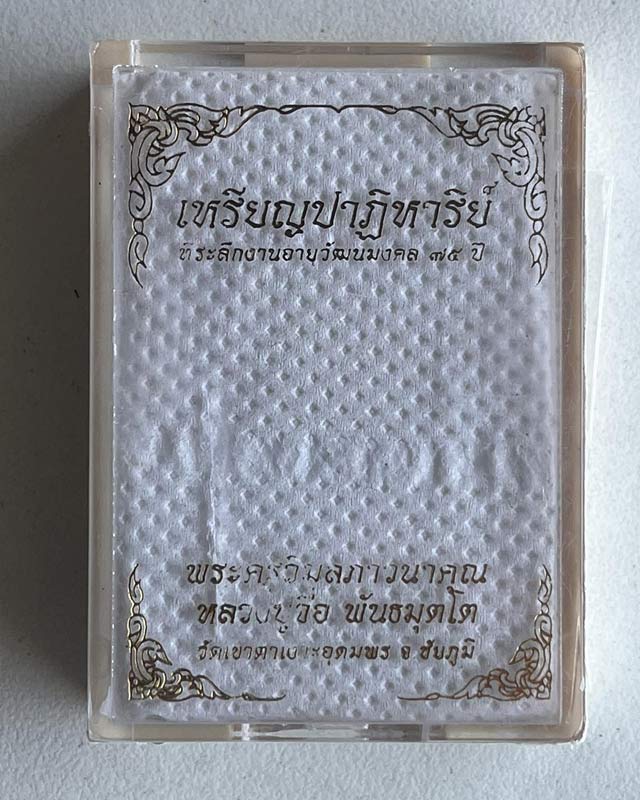 เหรียญปาฏิหาริย์
ที่ระลึกงานอายุวัฒนมงคล ๗๕ ปี
พระครูวิมลภาวนาคุณ
หลวงปู่จื่อ พันธมุตโต
วัดเขาตาเงาะอุดมพร จ ชัยภูมิ